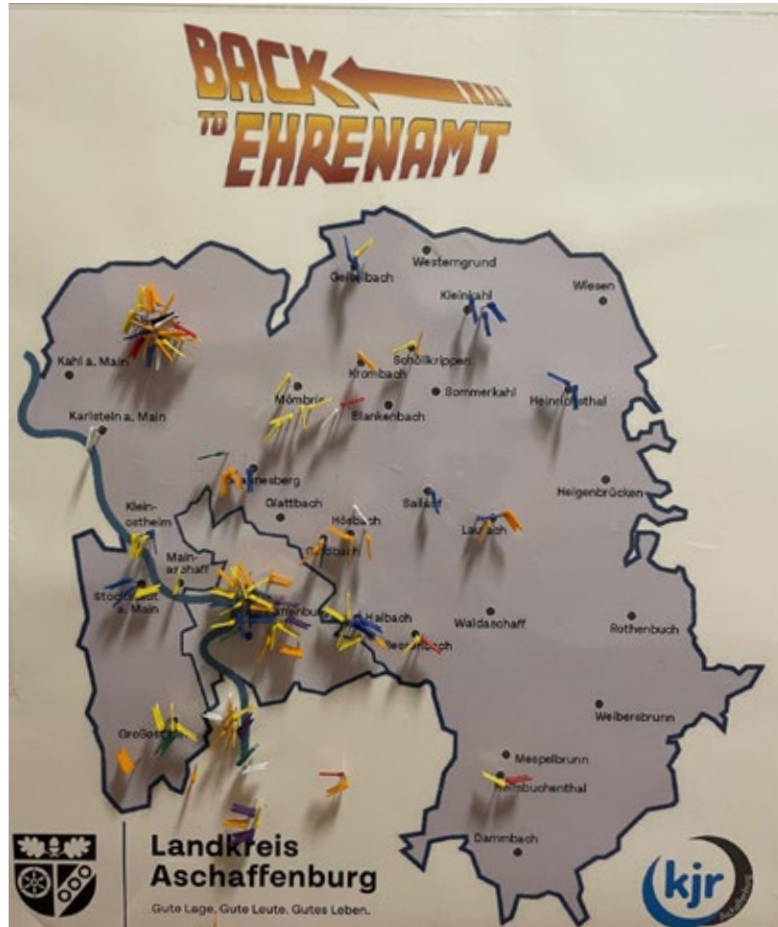 BACK
TO EHRENAMT
Westerngrund
Geiselbach
Wiesen
Kleinkahl
Schöllkrippen
Kahl a. Main
Krombach
Sommerkahl
Mömbris
Heinrichsthal
Blankenbach
Karlstein a. Main
Johannesberg
Heigenbrücken
Sailauf
Glattbach
Klein-
ostheim
Hösbach
Laufach
Goldbach
Main-
aschaff
Stockstadt
a. Main
Aschaffenburg
Haibach
Waldaschaff
Rothenbuch
Bessenbach
Weibersbrunn
Großostheim
Mespelbrunn
Heimbuchenthal
Dammbach
Landkreis
Aschaffenburg
Gute Lage. Gute Leute. Gutes Leben.
kjr
Aschaffenburg